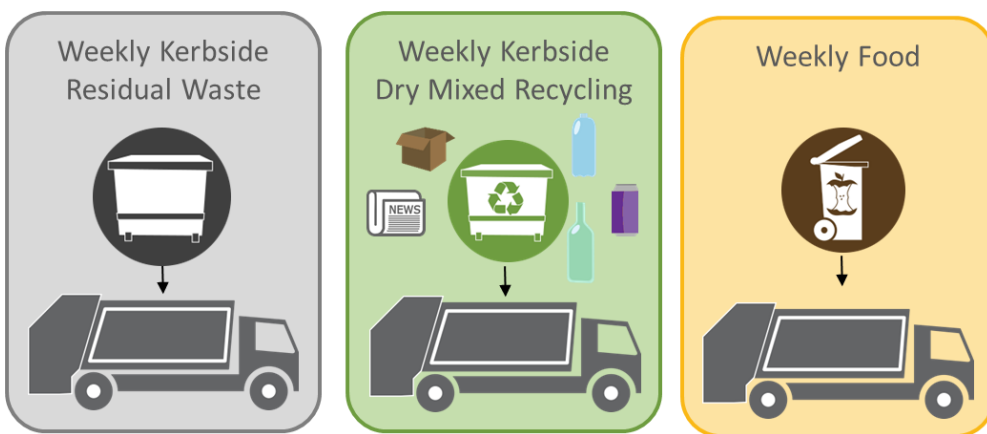 Weekly Kerbside
Residual Waste
Weekly Kerbside
Dry Mixed Recycling
NEWS
Weekly Food